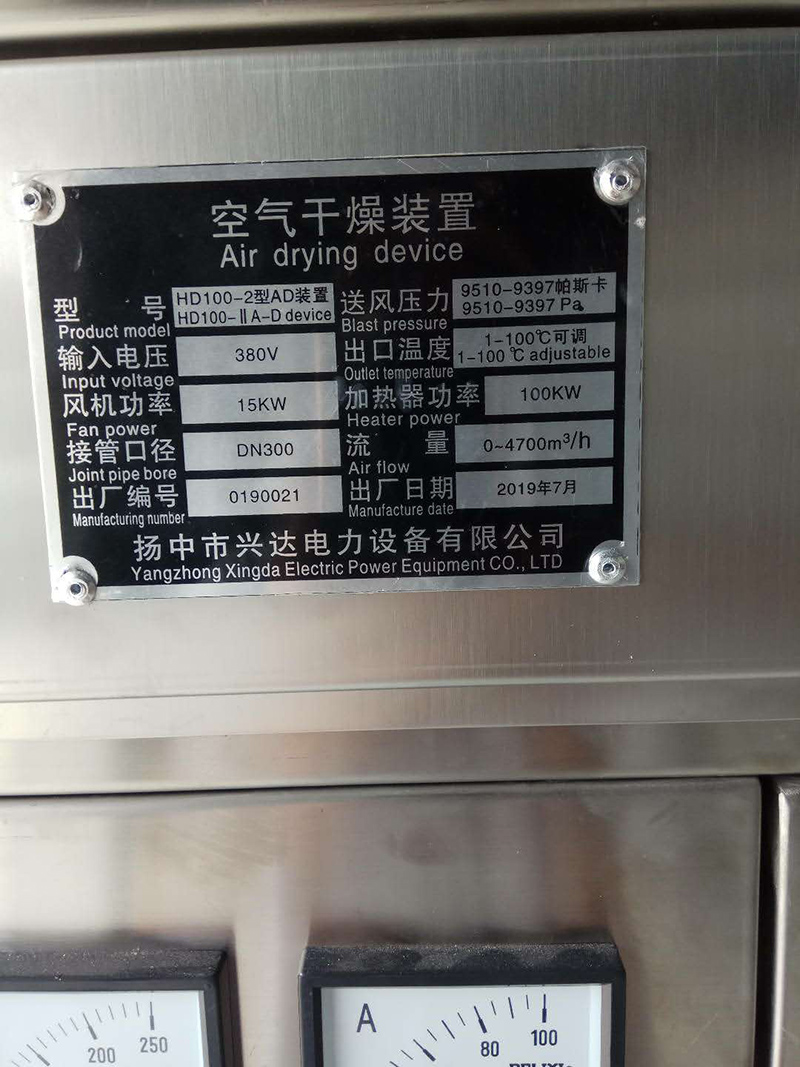 空气干燥装置
Air drying device
型 号 HD100-2型AD装置 送风压力 9510-9397帕斯卡
Product model HD100-ⅡA-D device Blast pressure 9510-9397 Pa
输入电压 380V 出口温度 1-100℃可调
Input voltage Outlet temperature 1-100℃ adjustable
风机功率 15KW 加热器功率 100KW
Fan power Heater power
接管口径 DN300 流 量 0~4700m³/h
Joint pipe bore Air flow
出厂编号 0190021 出厂日期 2019年7月
Manufacturing number Manufacture date
扬中市兴达电力设备有限公司
Yangzhong Xingda Electric Power Equipment CO., LTD
200 250
A
80 100